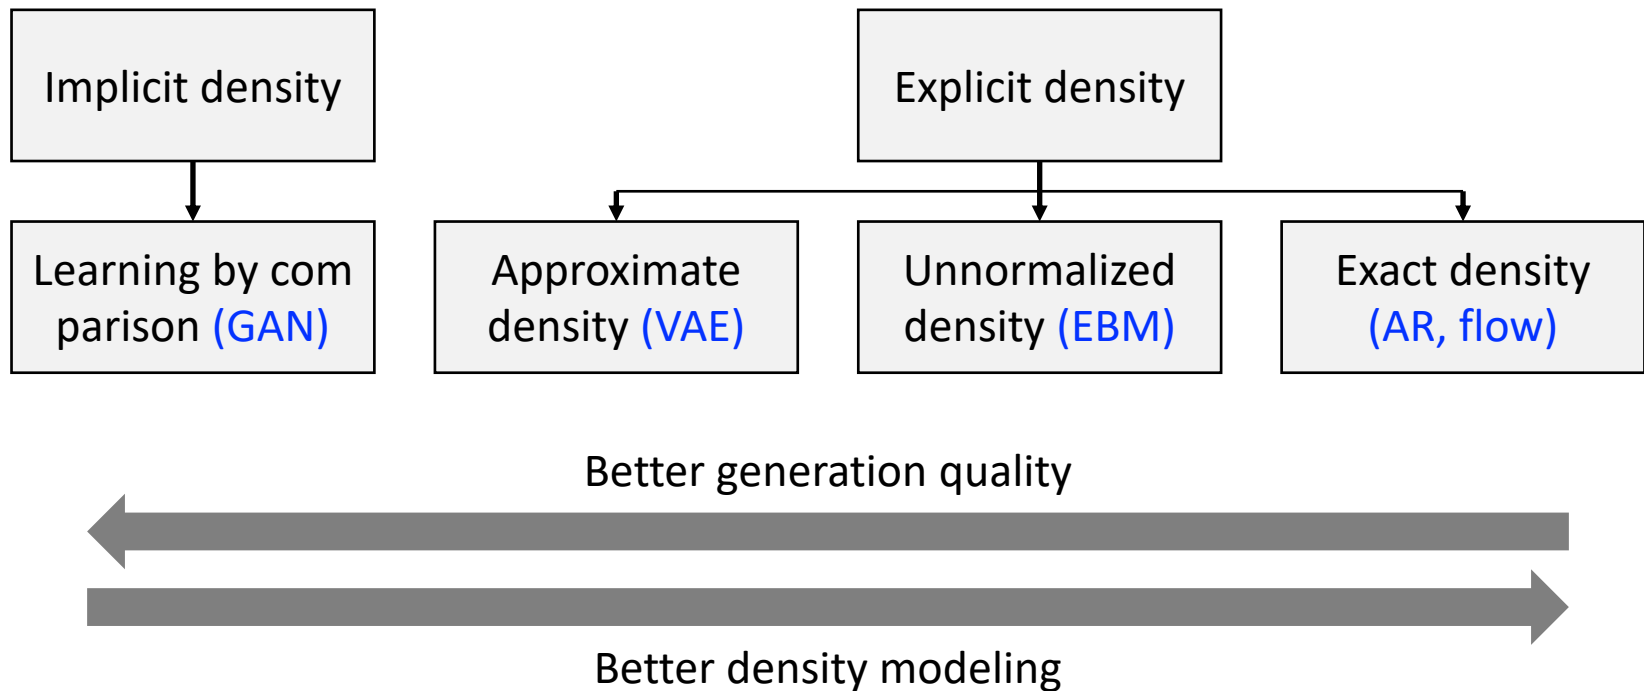 Implicit density
Explicit density
Learning by com
parison (GAN)
Approximate
density (VAE)
Unnormalized
density (EBM)
Exact density
(AR, flow)
Better generation quality
Better density modeling